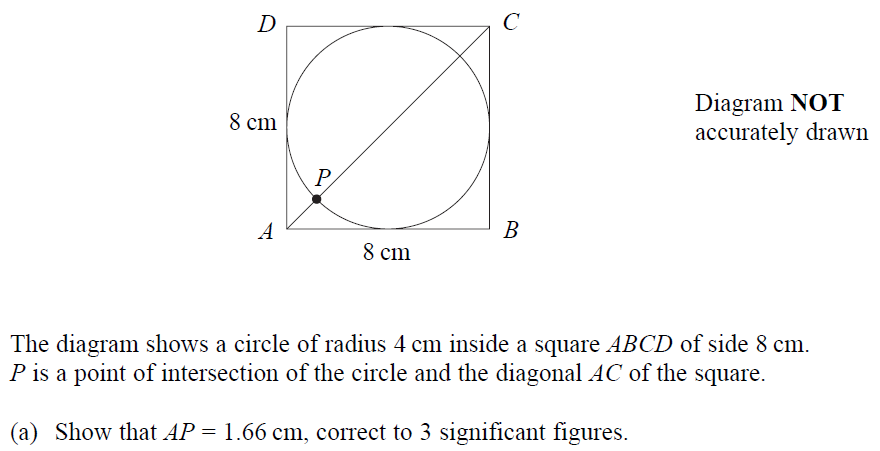 D
C
8 cm
Diagram NOT
accurately drawn
P
A
B
8 cm
The diagram shows a circle of radius 4 cm inside a square ABCD of side 8 cm.
P is a point of intersection of the circle and the diagonal AC of the square.
(a) Show that AP = 1.66 cm, correct to 3 significant figures.